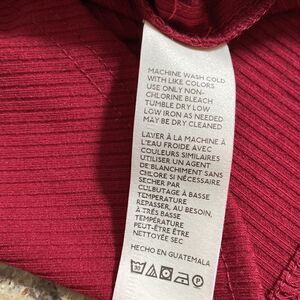 MACHINE WASH COLD
WITH LIKE COLORS
USE ONLY NON-
CHLORINE BLEACH
TUMBLE DRY LOW
LOW IRON AS NEEDED
MAY BE DRY CLEANED
LAVER À LA MACHINE À
L'EAU FROIDE AVEC
COULEURS SIMILAIRES
UTILISER UN AGENT
DE BLANCHIMENT SANS
CHLORE SI NÉCESSAIRE
SECHER PAR
CULBUTAGE À BASSE
TEMPERATURE
REPASSER, AU BESOIN,
À TRÈS BASSE
TEMPÉRATURE
PEUT-ÊTRE ÊTRE
NETTOYÉE SEC
HECHO EN GUATEMALA